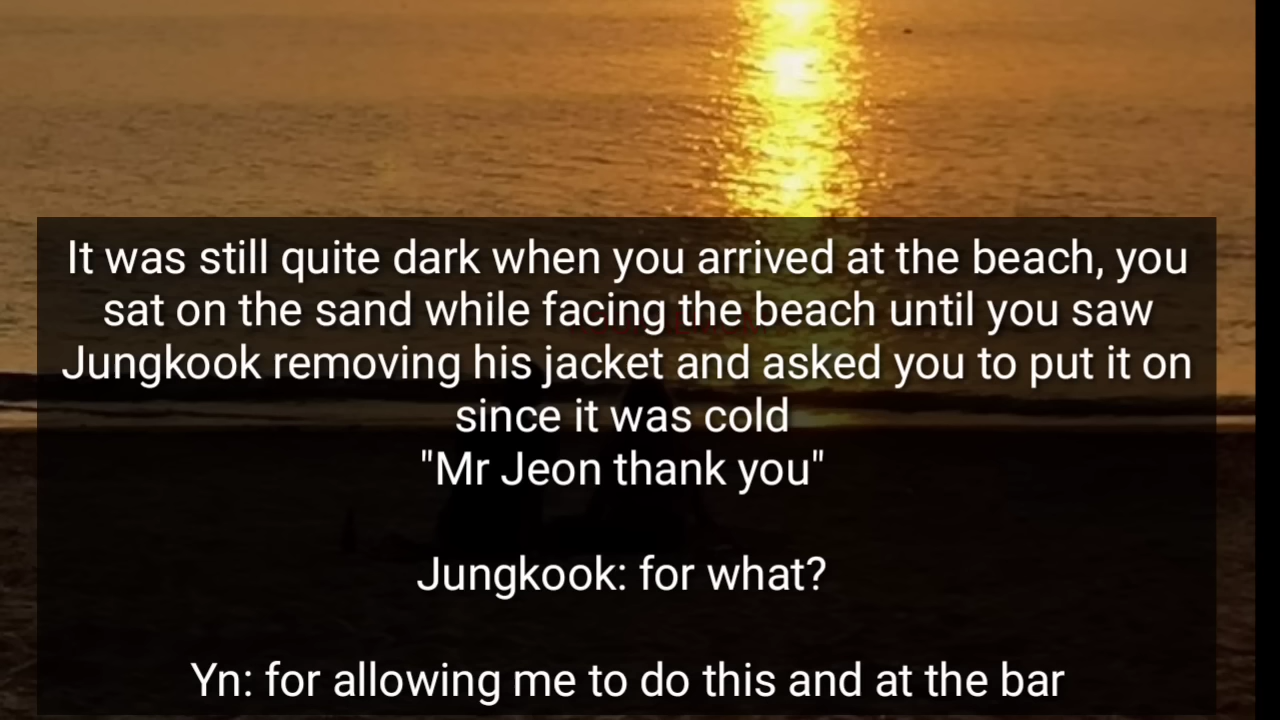 It was still quite dark when you arrived at the beach, you
sat on the sand while facing the beach until you saw
Jungkook removing his jacket and asked you to put it on
since it was cold
"Mr Jeon thank you"
Jungkook: for what?
Yn: for allowing me to do this and at the bar